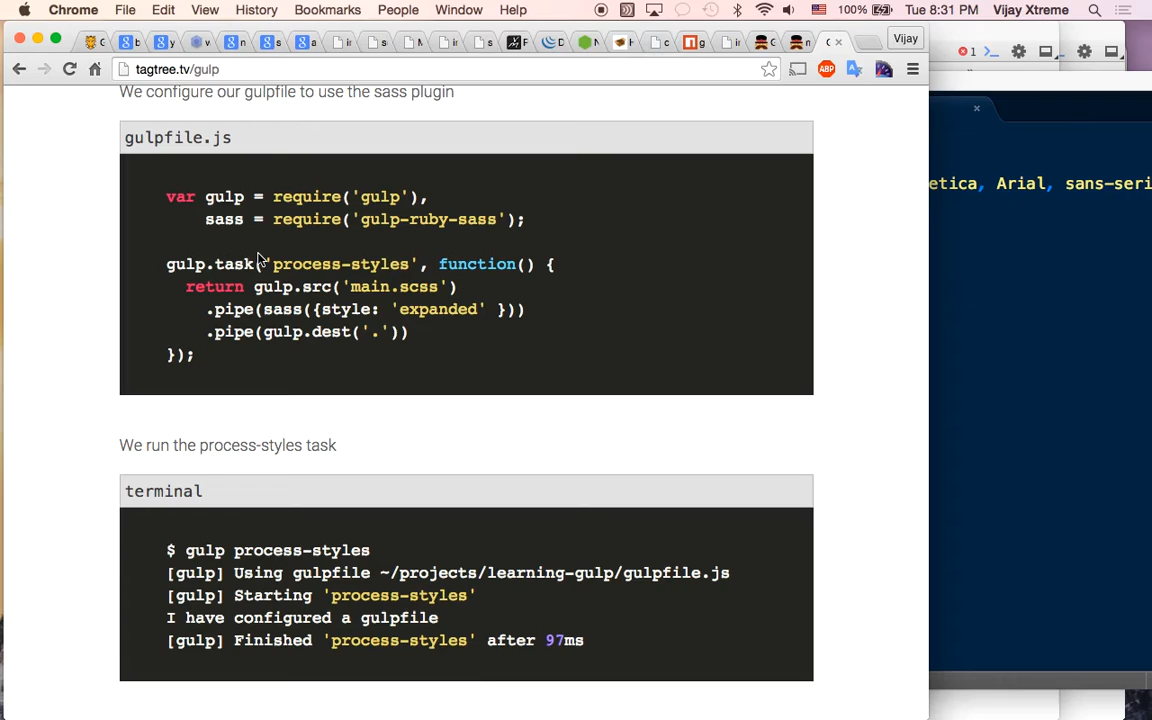 Chrome File Edit View History Bookmarks People Window Help 100% Tue 8:31 PM Vijay Xtreme
Vijay
tagtree.tv/gulp
ABP
1
We configure our gulpfile to use the sass plugin
gulpfile.js
var gulp = require('gulp'),
sass = require('gulp-ruby-sass');
gulp.task('process-styles', function() {
return gulp.src('main.scss')
.pipe(sass({style: 'expanded' }))
.pipe(gulp.dest('.'))
});
etica, Arial, sans-seri
We run the process-styles task
terminal
$ gulp process-styles
[gulp] Using gulpfile ~/projects/learning-gulp/gulpfile.js
[gulp] Starting 'process-styles'
I have configured a gulpfile
[gulp] Finished 'process-styles' after 97ms